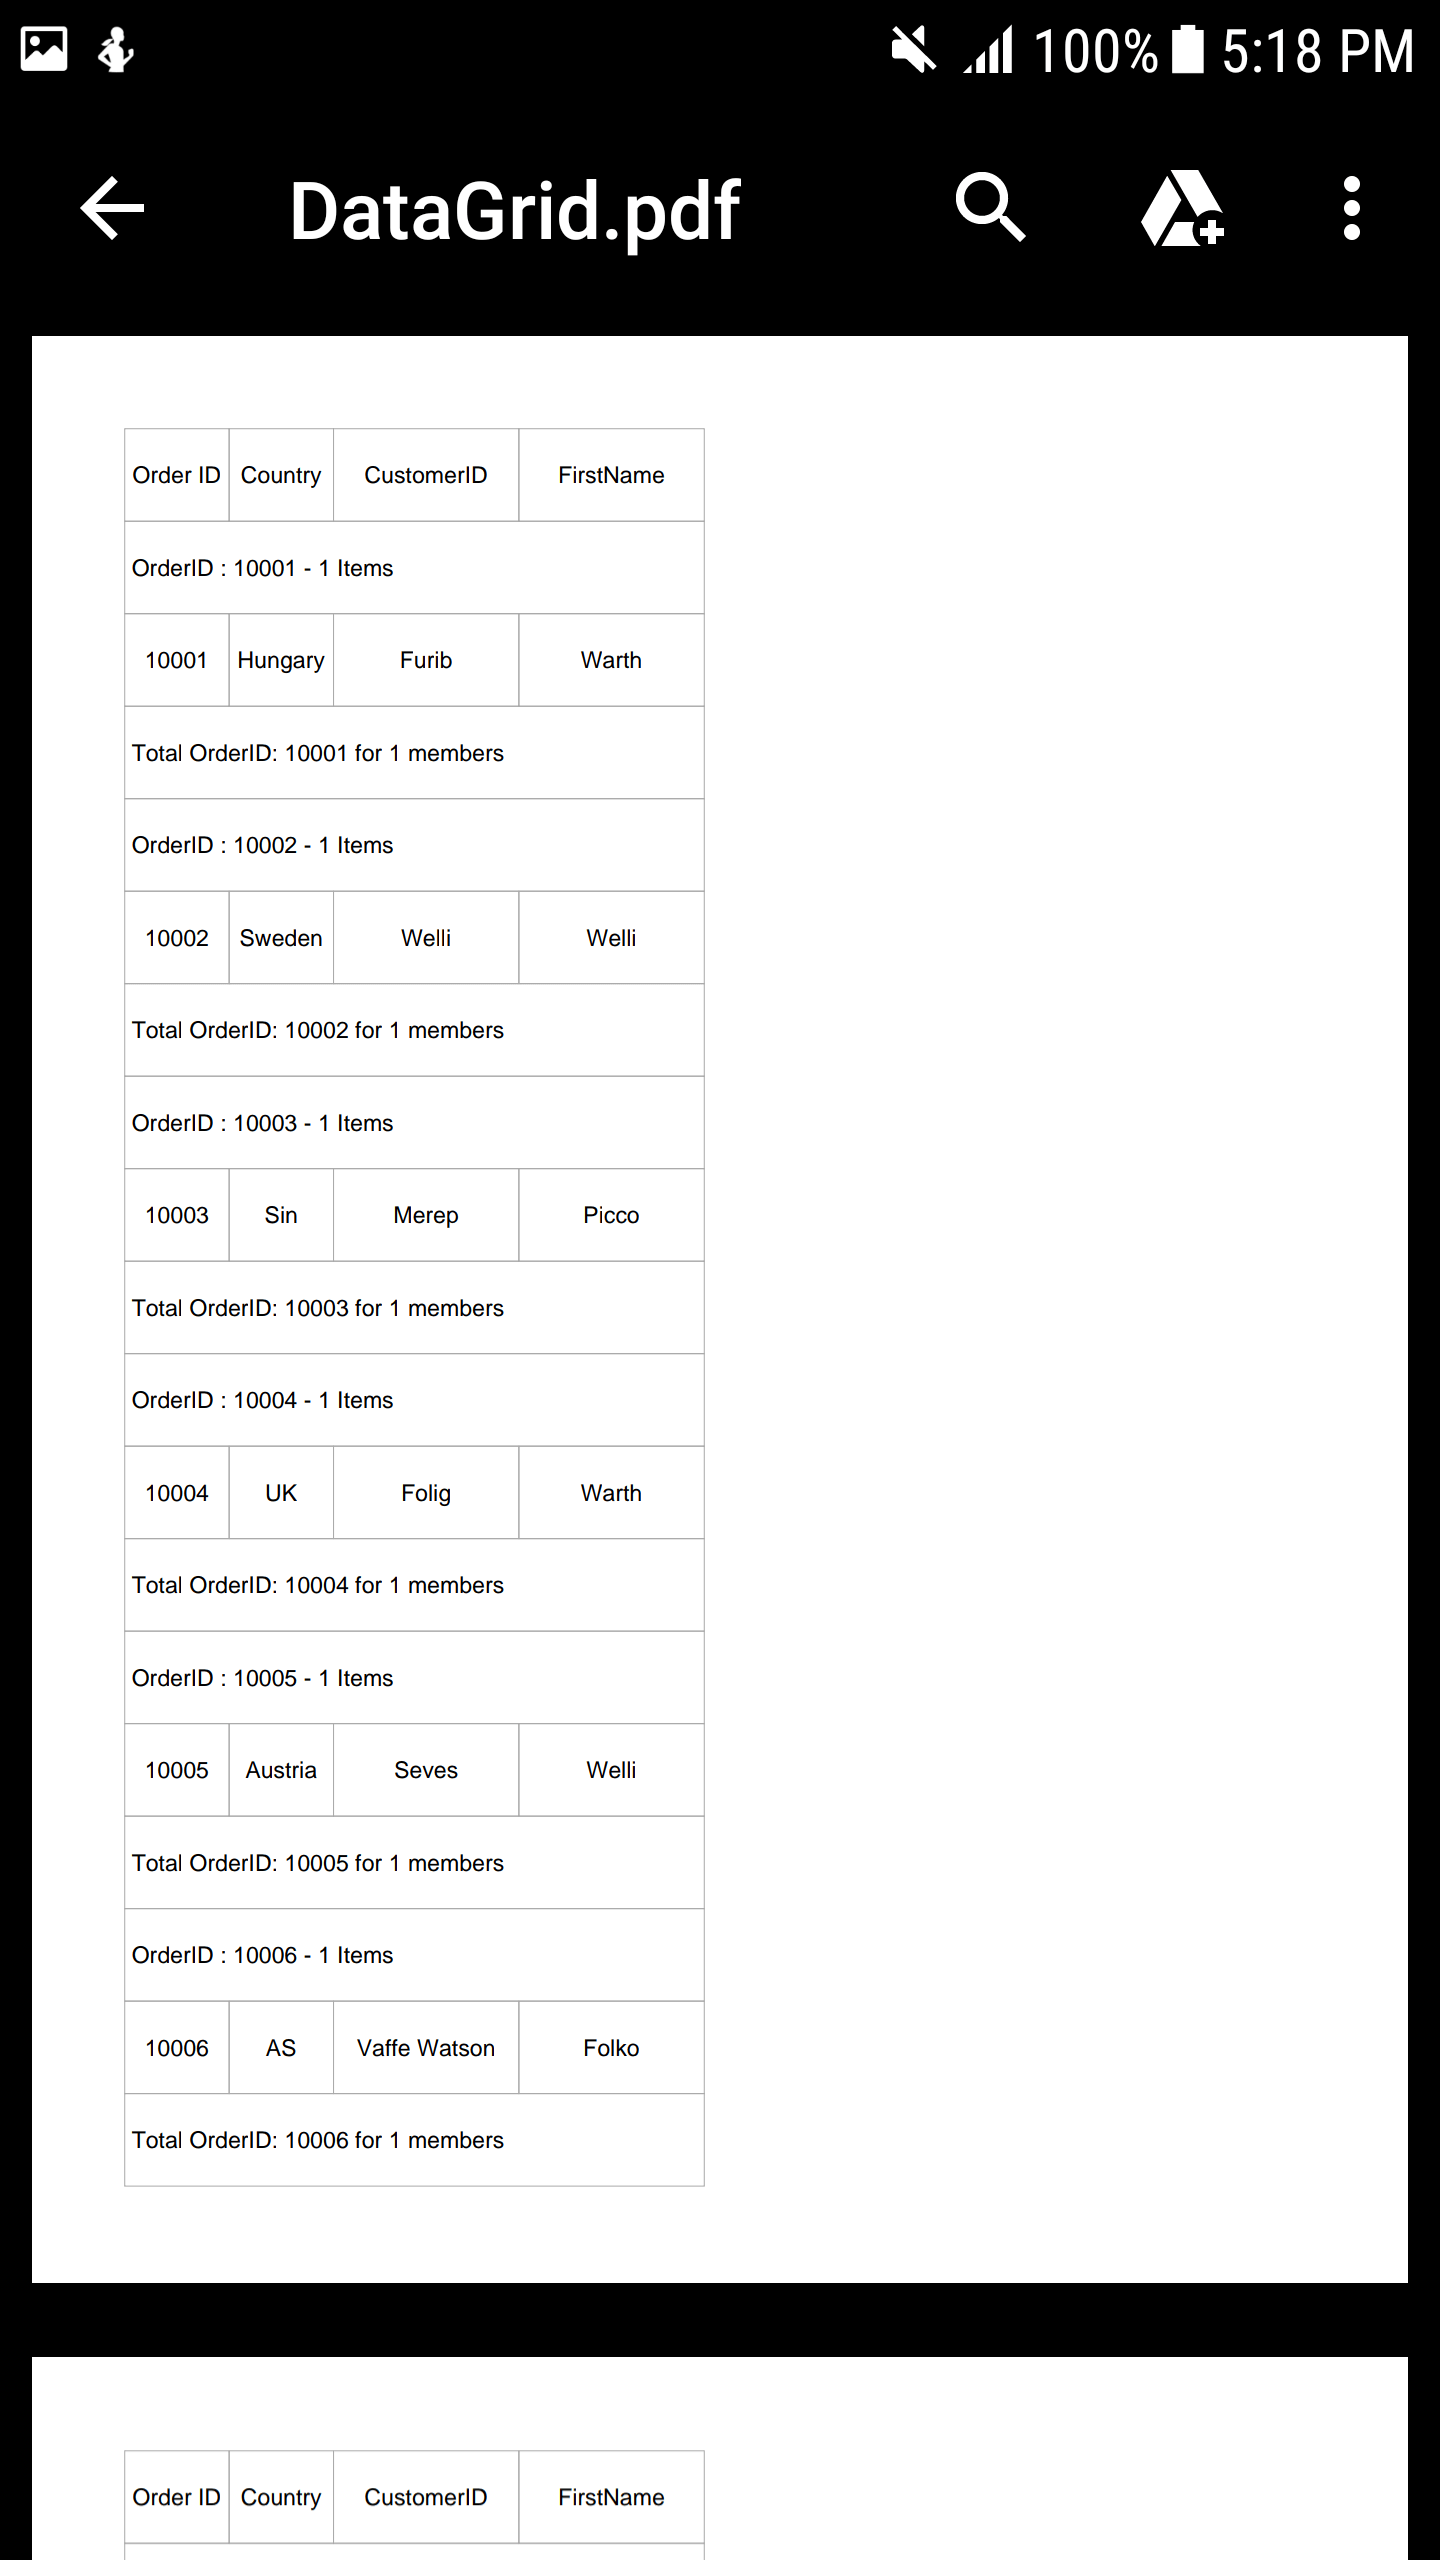 100% 5:18 PM
DataGrid.pdf
Order ID Country CustomerID FirstName
OrderID : 10001 - 1 Items
10001 Hungary Furib Warth
Total OrderID: 10001 for 1 members
OrderID : 10002 - 1 Items
10002 Sweden Welli Welli
Total OrderID: 10002 for 1 members
OrderID : 10003 - 1 Items
10003 Sin Merep Picco
Total OrderID: 10003 for 1 members
OrderID : 10004 - 1 Items
10004 UK Folig Warth
Total OrderID: 10004 for 1 members
OrderID : 10005 - 1 Items
10005 Austria Seves Welli
Total OrderID: 10005 for 1 members
OrderID : 10006 - 1 Items
10006 AS Vaffe Watson Folko
Total OrderID: 10006 for 1 members
Order ID Country CustomerID FirstName